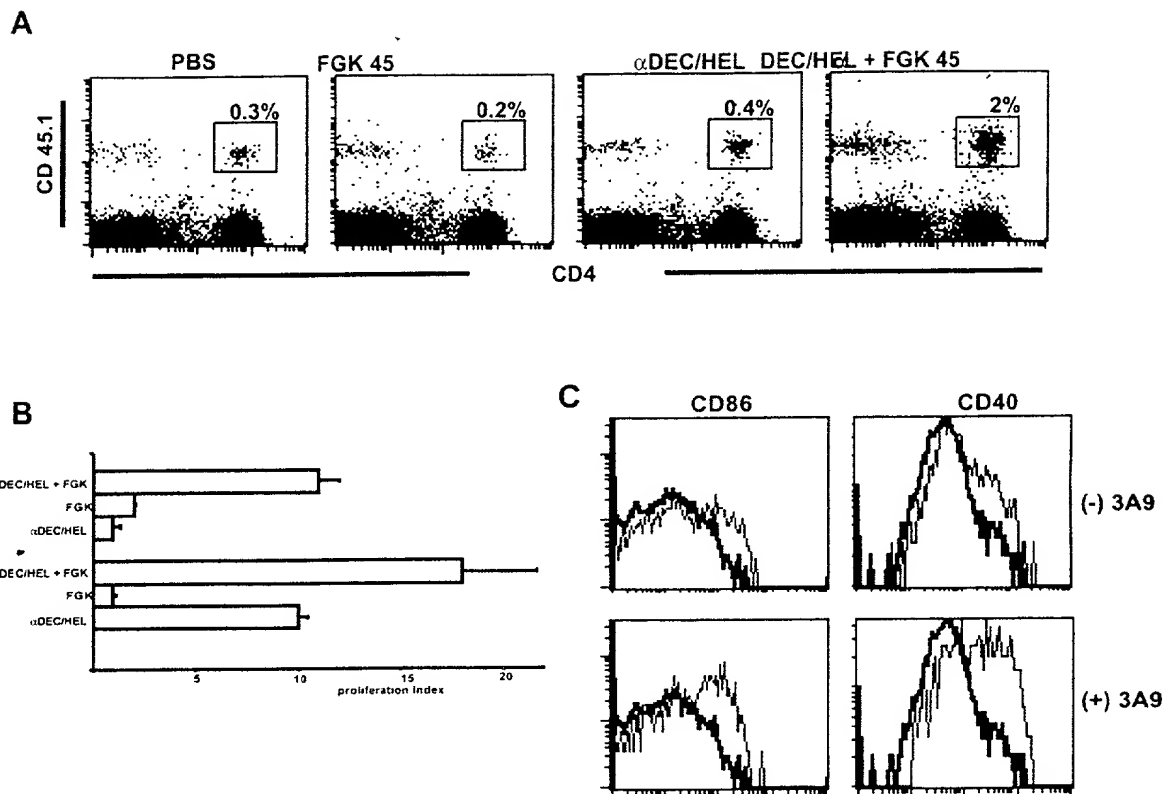 A
PBS
FGK 45
αDEC/HEL DEC/HEL + FGK 45
0.3%
0.2%
0.4%
2%
CD 45.1
CD4
B
DEC/HEL + FGK
FGK
αDEC/HEL
DEC/HEL + FGK
FGK
αDEC/HEL
5
10
15
20
proliferation Index
C
CD86
CD40
(-) 3A9
(+) 3A9